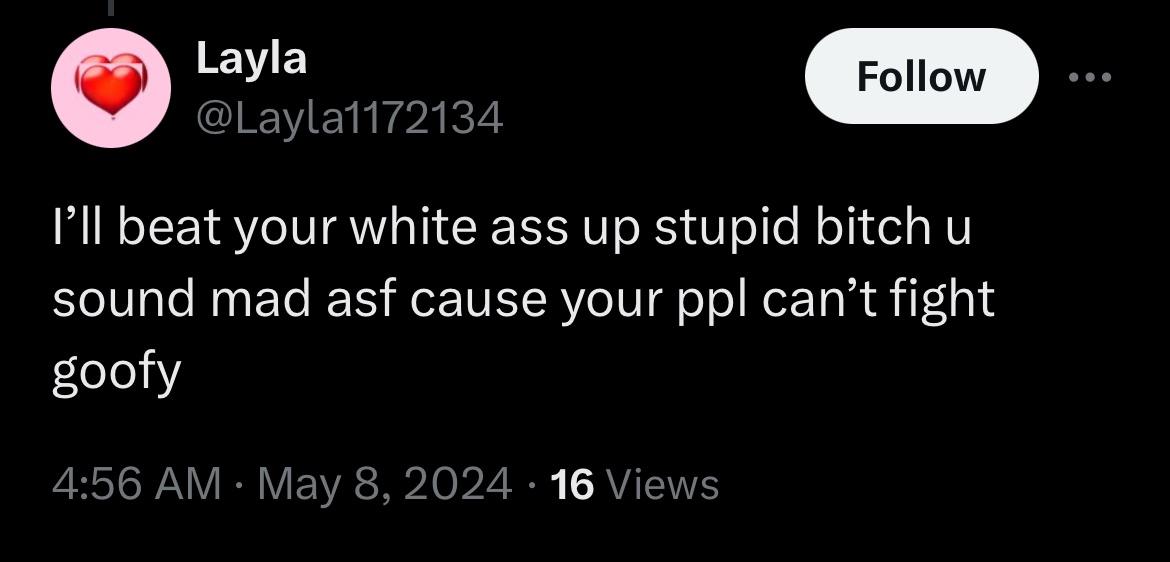 Layla
@Layla1172134
Follow
I’ll beat your white ass up stupid bitch u
sound mad asf cause your ppl can’t fight
goofy
4:56 AM · May 8, 2024 · 16 Views